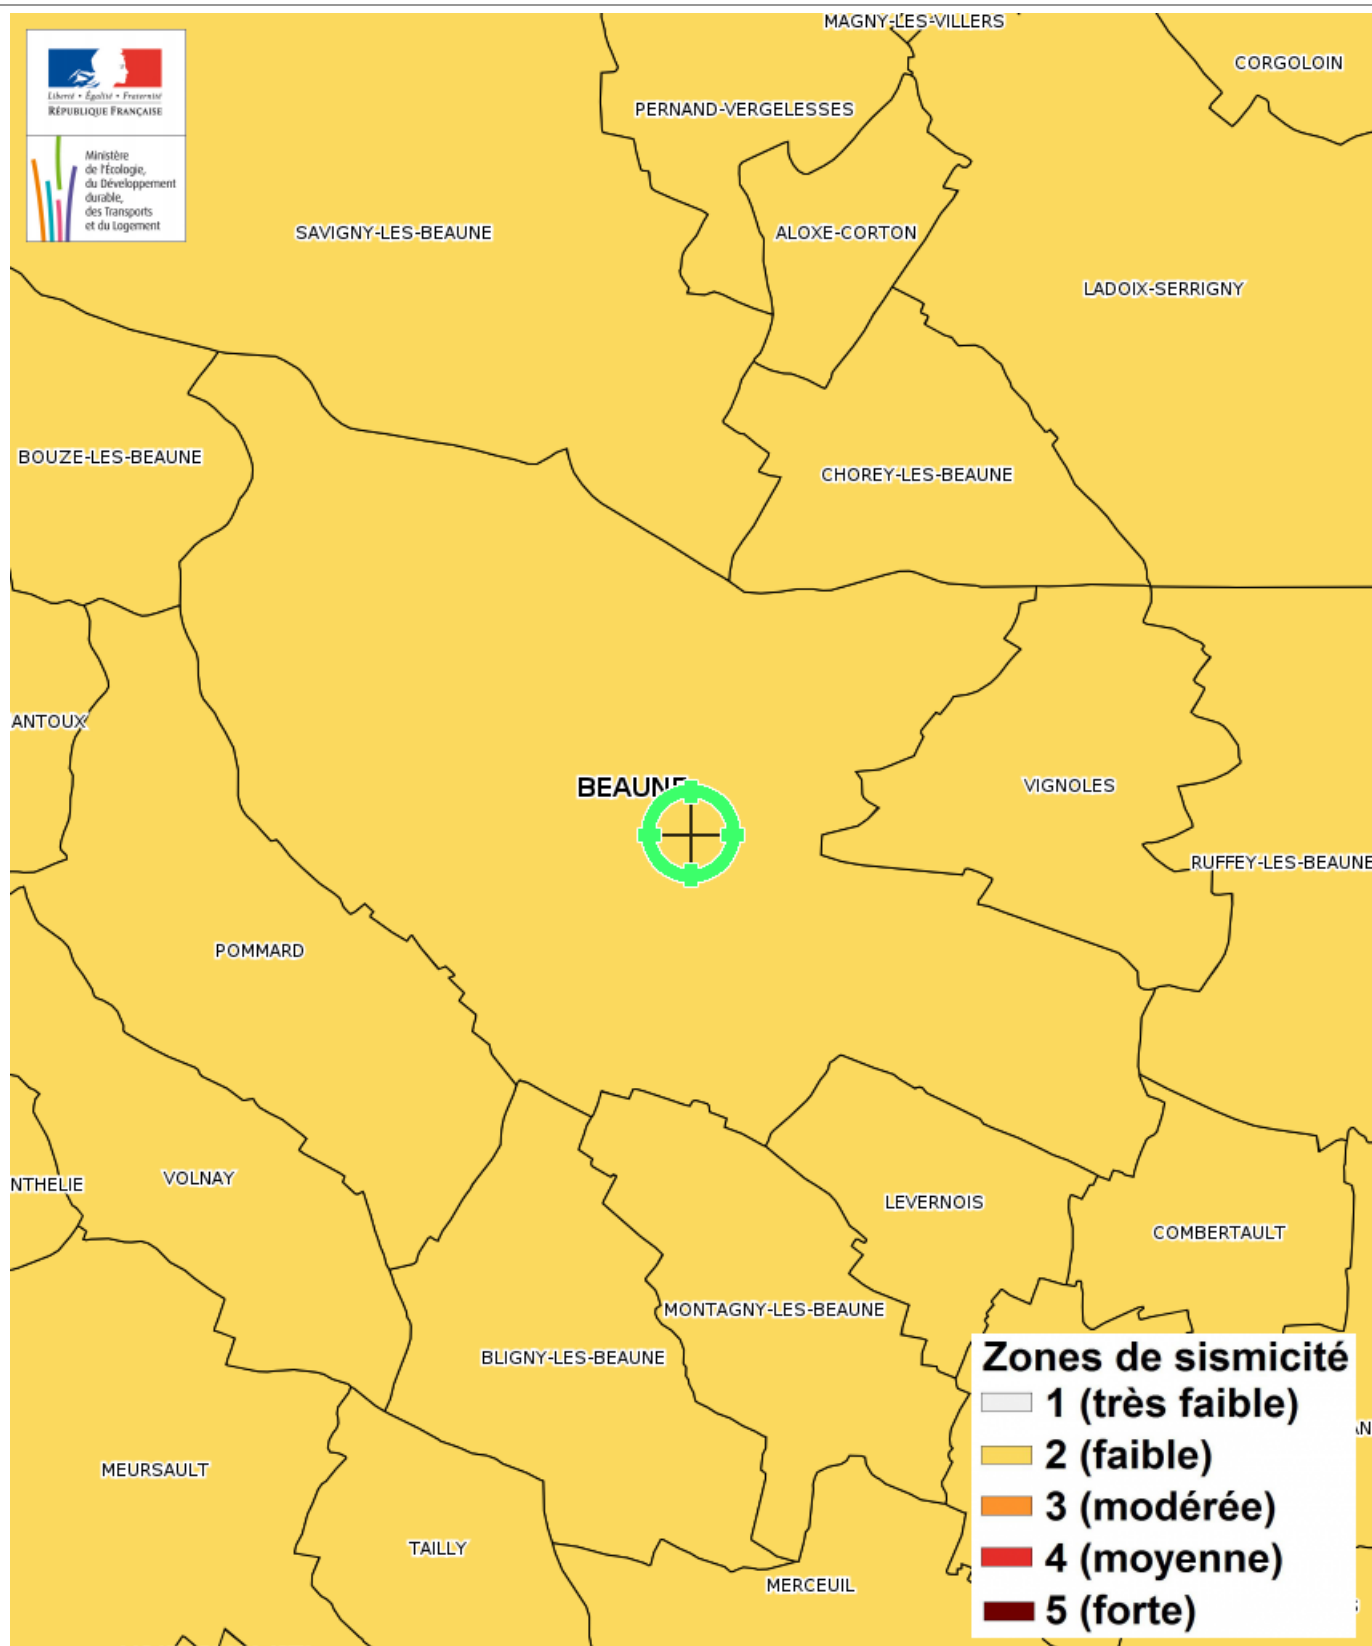 MAGNY-LES-VILLERS
CORGOLOIN
Liberté • Égalité • Fraternité
RÉPUBLIQUE FRANÇAISE
PERNAND-VERGELESSES
Ministère
de l'Écologie,
du Développement
durable,
des Transports
et du Logement
SAVIGNY-LES-BEAUNE
ALOXE-CORTON
LADOIX-SERRIGNY
BOUZE-LES-BEAUNE
CHOREY-LES-BEAUNE
ANTOUX
BEAUNE
VIGNOLES
RUFFEY-LES-BEAUNE
POMMARD
VOLNAY
NTHELIE
LEVERNOIS
COMBERTAULT
MONTAGNY-LES-BEAUNE
BLIGNY-LES-BEAUNE
MEURSAULT
TAILLY
MERCEUIL
Zones de sismicité
1 (très faible)
2 (faible)
3 (modérée)
4 (moyenne)
5 (forte)